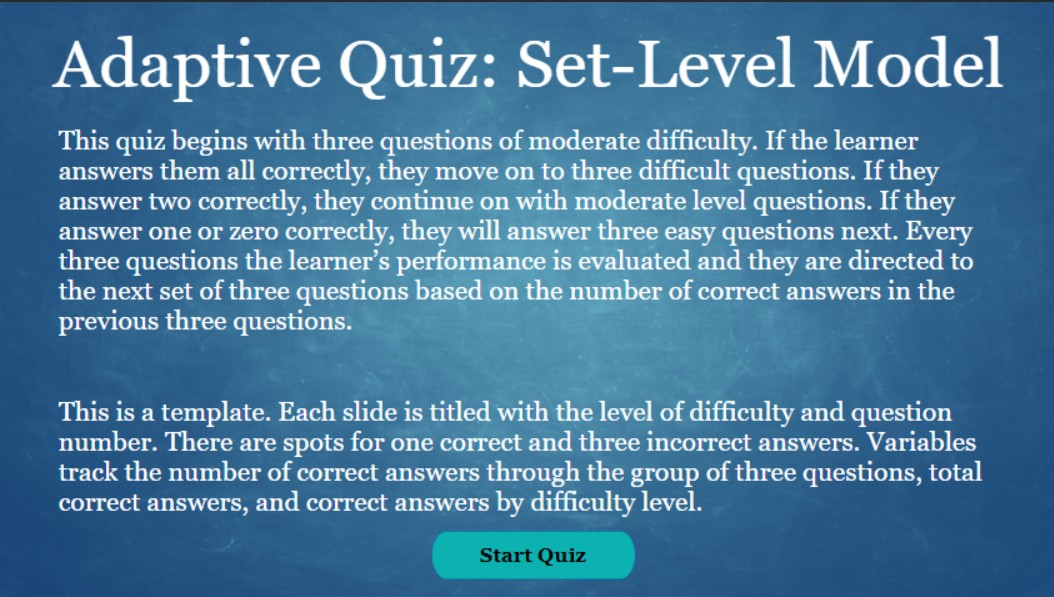 Adaptive Quiz: Set-Level Model
This quiz begins with three questions of moderate difficulty. If the learner
answers them all correctly, they move on to three difficult questions. If they
answer two correctly, they continue on with moderate level questions. If they
answer one or zero correctly, they will answer three easy questions next. Every
three questions the learner’s performance is evaluated and they are directed to
the next set of three questions based on the number of correct answers in the
previous three questions.
This is a template. Each slide is titled with the level of difficulty and question
number. There are spots for one correct and three incorrect answers. Variables
track the number of correct answers through the group of three questions, total
correct answers, and correct answers by difficulty level.
Start Quiz